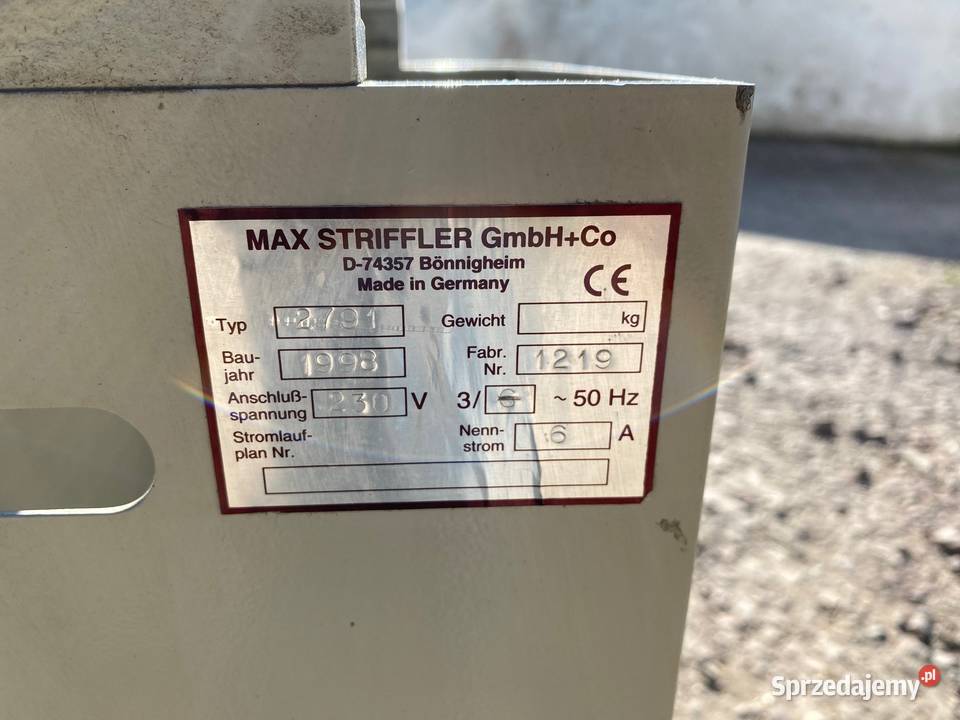 MAX STRIFFLER GmbH+Co
D-74357 Bönnigheim
Made in Germany
CE
Typ 2791 Gewicht kg
Bau-
jahr 1998 Fabr.
Nr. 1219
Anschluß-
spannung 230 V 3/6 ~ 50 Hz
Stromlauf-
plan Nr. Nenn-
strom 6 A
Sprzedajemy.pl